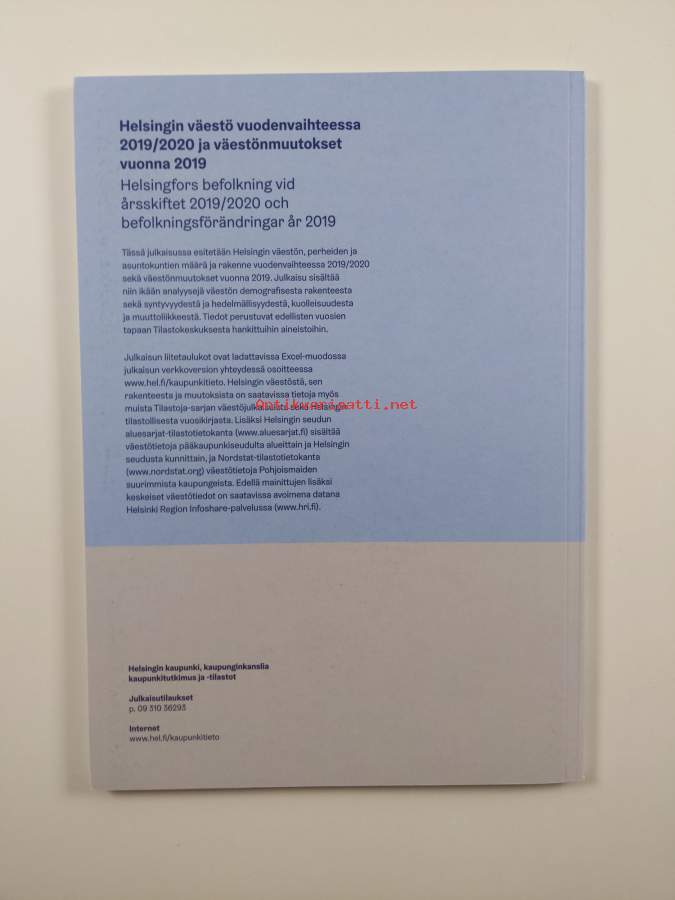 Helsingin väestö vuodenvaihteessa
2019/2020 ja väestönmuutokset
vuonna 2019
Helsingfors befolkning vid
årsskiftet 2019/2020 och
befolkningsförändringar år 2019
Tässä julkaisussa esitetään Helsingin väestön, perheiden ja
asuntokuntien määrä ja rakenne vuodenvaihteessa 2019/2020
sekä väestönmuutokset vuonna 2019. Julkaisu sisältää
niin ikään analyysejä väestön demografisesta rakenteesta
sekä syntyvyydestä ja hedelmällisyydestä, kuolleisuudesta
ja muuttoliikkeestä. Tiedot perustuvat edellisten vuosien
tapaan Tilastokeskuksesta hankittuihin aineistoihin.
Julkaisun liitetaulukot ovat ladattavissa Excel-muodossa
julkaisun verkkoversion yhteydessä osoitteessa
www.hel.fi/kaupunkitieto. Helsingin väestöstä, sen
rakenteesta ja muutoksista on saatavissa tietoja myös
muista Tilastoja-sarjan väestöjulkaisuista sekä Helsingin
Antikvariaatti.net
tilastollisesta vuosikirjasta. Lisäksi Helsingin seudun
aluesarjat-tilastotietokanta (www.aluesarjat.fi) sisältää
väestötietoja pääkaupunkiseudulta alueittain ja Helsingin
seudusta kunnittain, ja Nordstat-tilastotietokanta
(www.nordstat.org) väestötietoja Pohjoismaiden
suurimmista kaupungeista. Edellä mainittujen lisäksi
keskeiset väestötiedot on saatavissa avoimena datana
Helsinki Region Infoshare-palvelussa (www.hri.fi).
Helsingin kaupunki, kaupunginkanslia
kaupunkitutkimus ja -tilastot
Julkaisutilaukset
p. 09 310 36293
Internet
www.hel.fi/kaupunkitieto